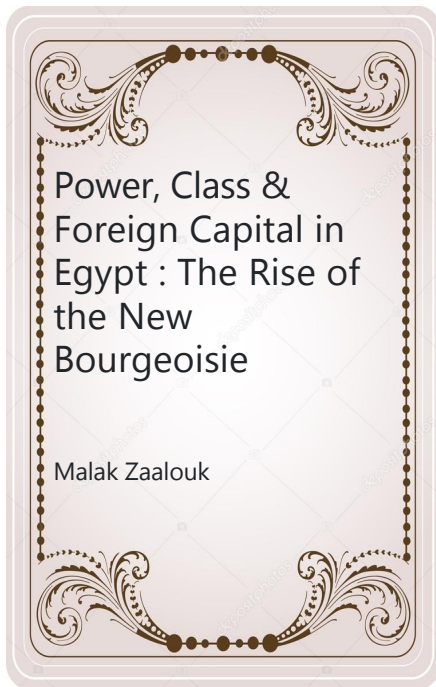 Power, Class &
Foreign Capital in
Egypt : The Rise of
the New
Bourgeoisie
Malak Zaalouk